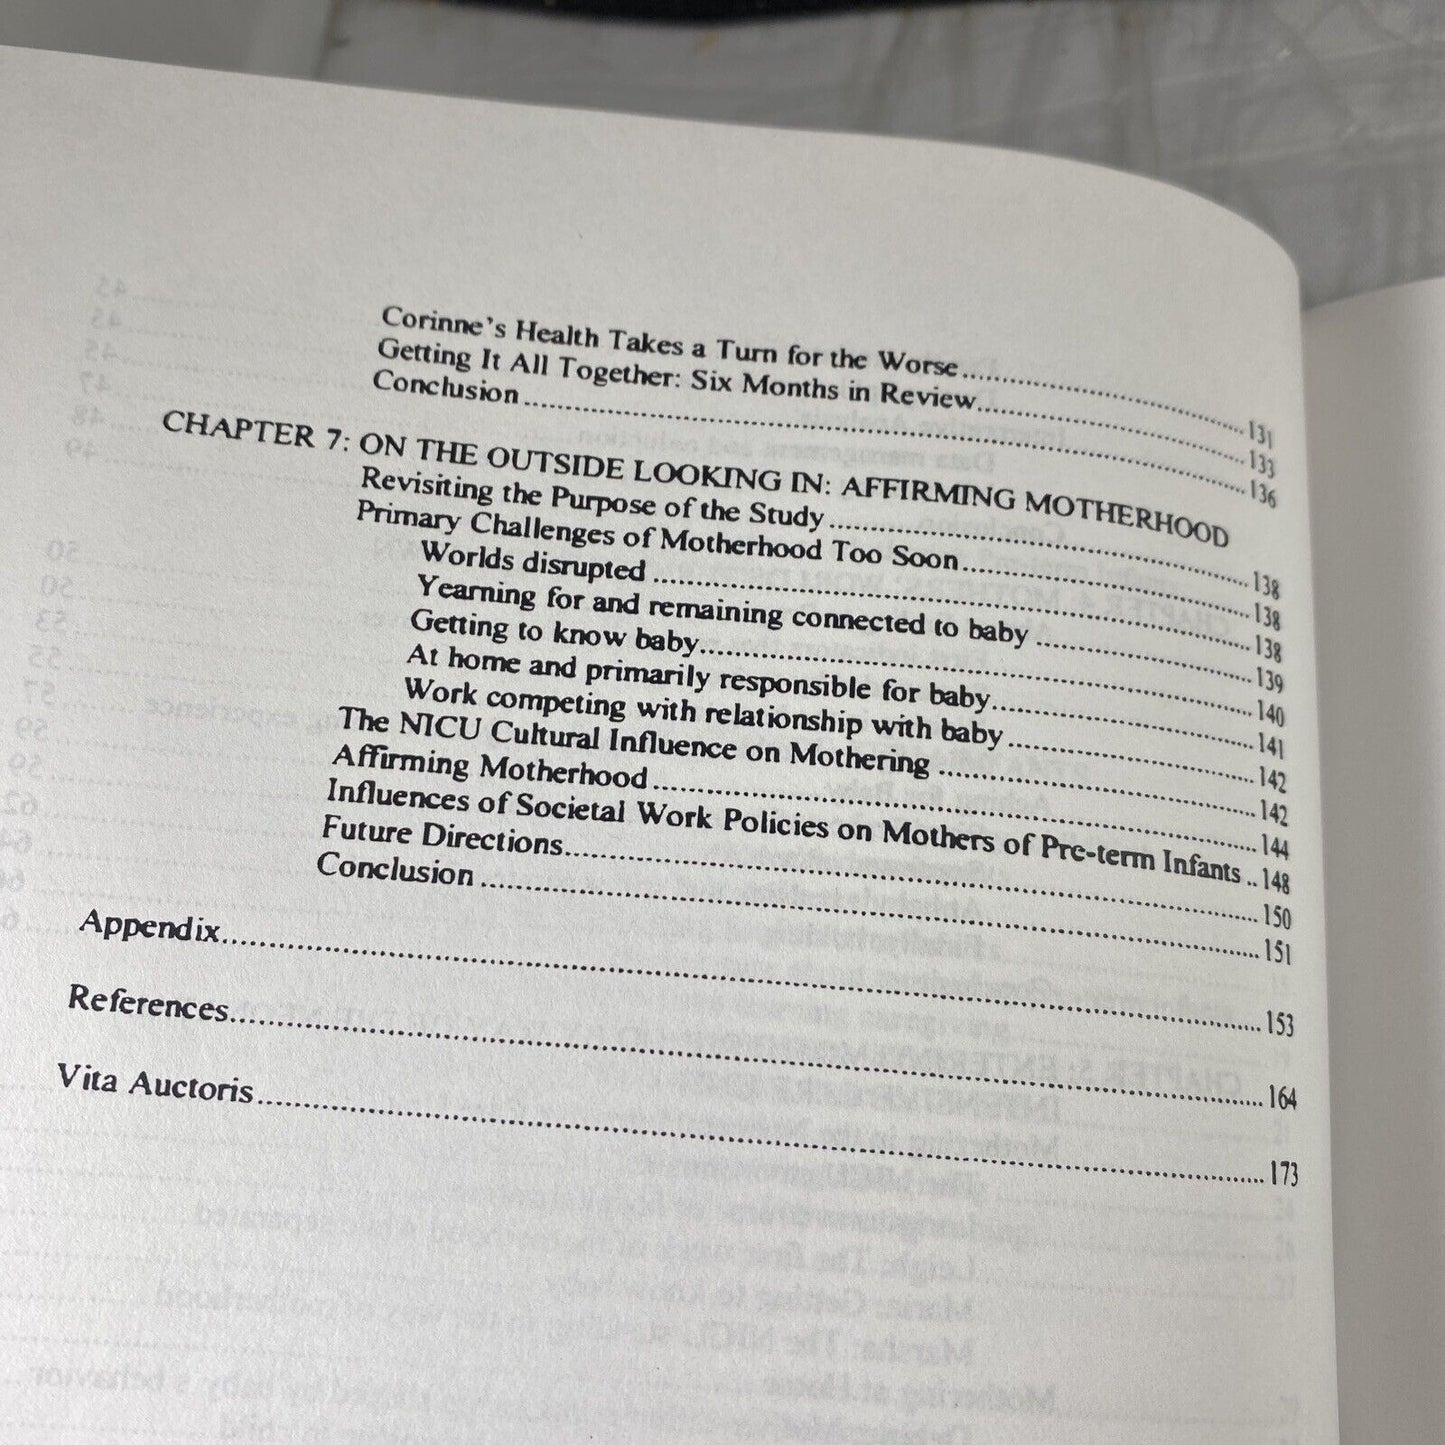 Corinne's Health Takes a Turn for the Worse........................131
Getting It All Together: Six Months in Review........................133
Conclusion ........................136
CHAPTER 7: ON THE OUTSIDE LOOKING IN: AFFIRMING MOTHERHOOD
Revisiting the Purpose of the Study ........................138
Primary Challenges of Motherhood Too Soon........................138
Worlds disrupted ........................138
Yearning for and remaining connected to baby ........................139
Getting to know baby........................140
At home and primarily responsible for baby........................141
Work competing with relationship with baby ........................142
The NICU Cultural Influence on Mothering ........................142
Affirming Motherhood ........................144
Influences of Societal Work Policies on Mothers of Pre-term Infants ..148
Future Directions........................150
Conclusion ........................151
Appendix........................153
References........................164
Vita Auctoris........................173